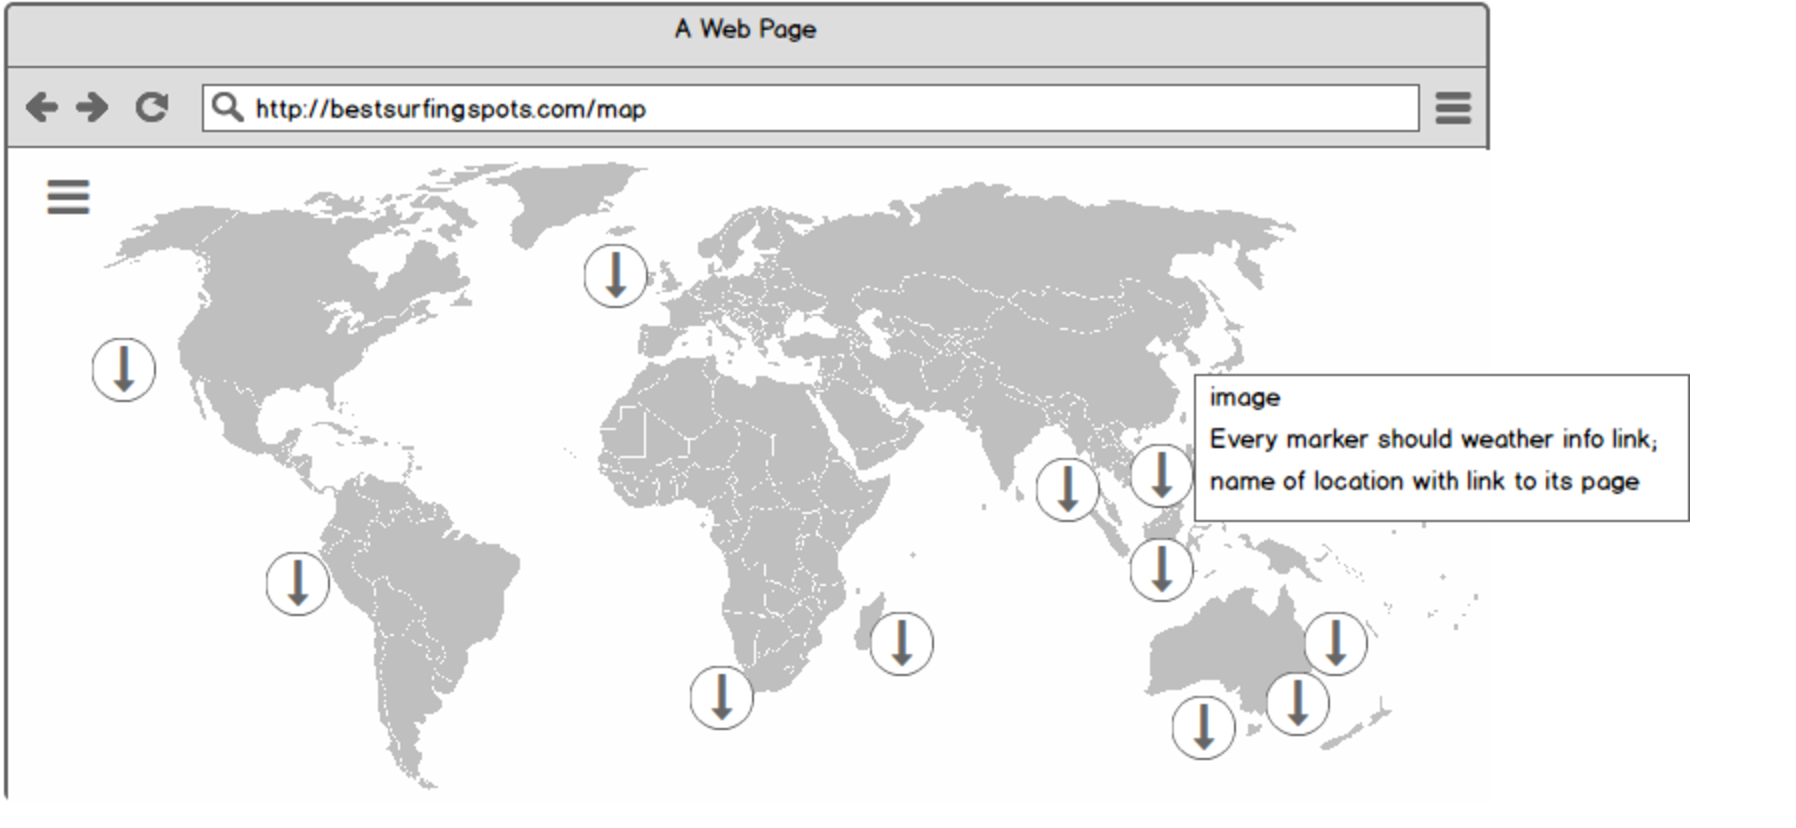 A Web Page
http://bestsurfingspots.com/map
image
Every marker should weather info link;
name of location with link to its page